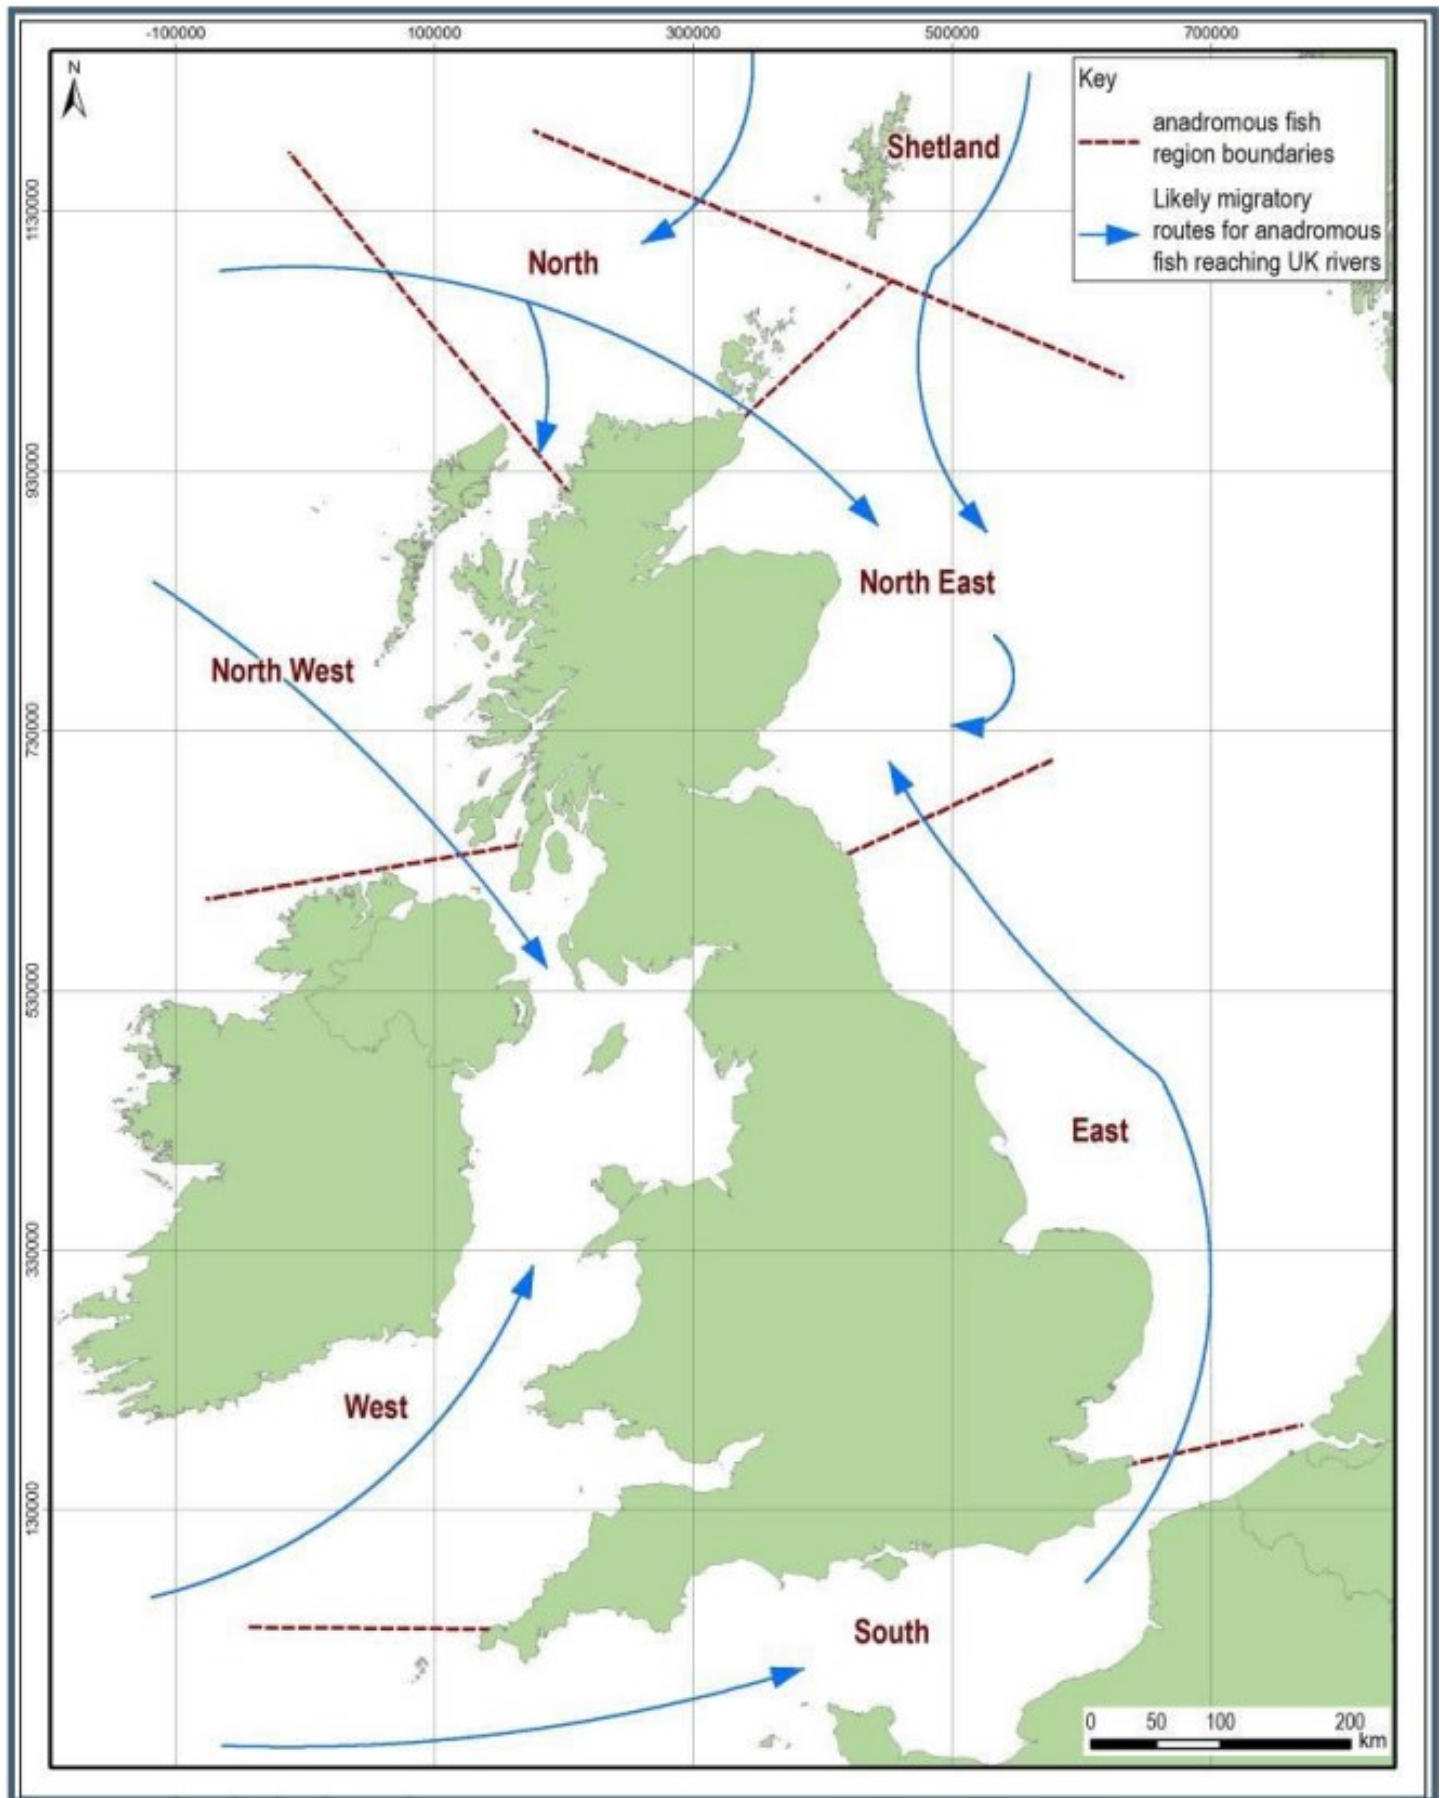 -100000 100000 300000 500000 700000
N
Key
anadromous fish
region boundaries
Likely migratory
routes for anadromous
fish reaching UK rivers
Shetland
1130000
North
930000
North East
North West
730000
530000
East
330000
West
130000
South
0 50 100 200
km